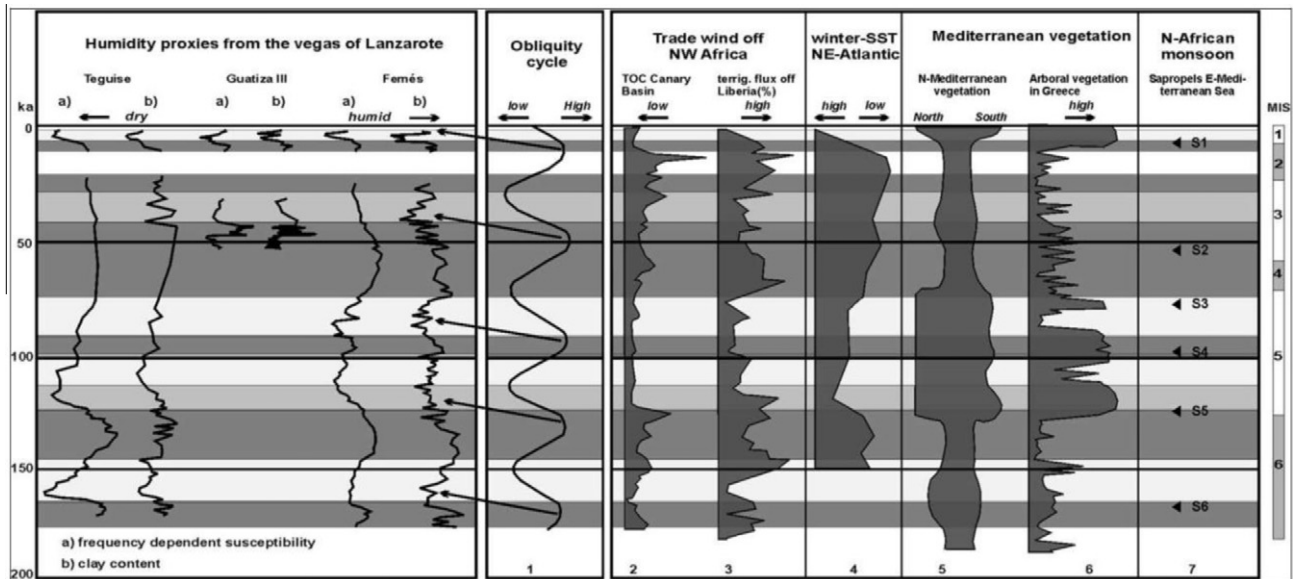 Humidity proxies from the vegas of Lanzarote
Teguise Guatiza III Femés
a) b) a) b) a) b)
dry humid
Obliquity
cycle
low High
Trade wind off
NW Africa
TOC Canary
Basin
low
terrig. flux off
Liberia(%)
high
winter-SST
NE-Atlantic
high low
Mediterranean vegetation
N-Mediterranean
vegetation
North South
Arboral vegetation
in Greece
high
N-African
monsoon
Sapropels E-Medi-
terranean Sea
ka
MIS
0
50
100
150
200
S1
S2
S3
S4
S5
S6
1
2
3
4
5
6
a) frequency dependent susceptibility
b) clay content
1 2 3 4 5 6 7